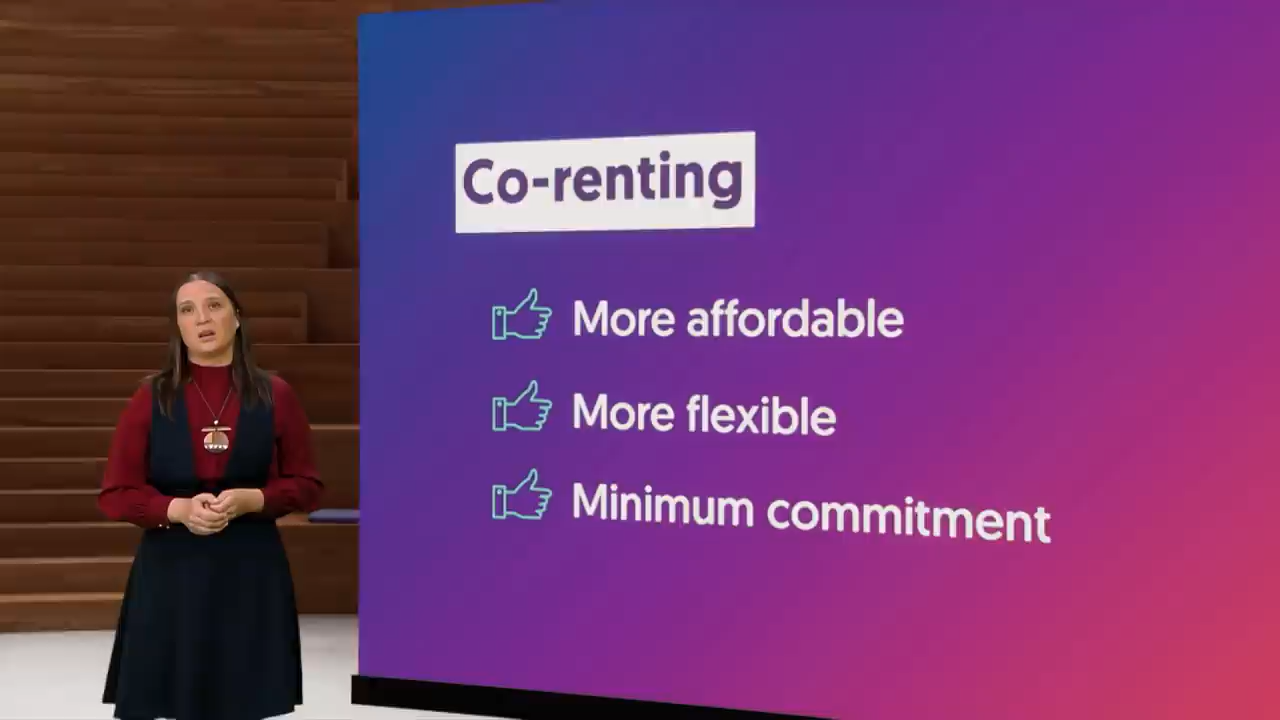 Co-renting
More affordable
More flexible
Minimum commitment